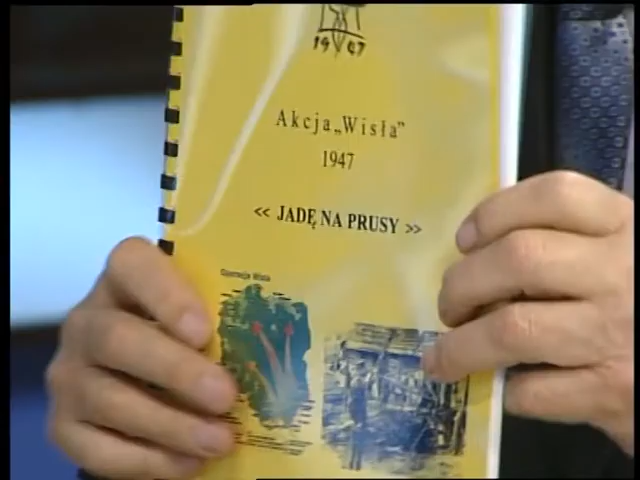 1947
Akcja „Wisła”
1947
<< JADĘ NA PRUSY >>
Operacja Wisła